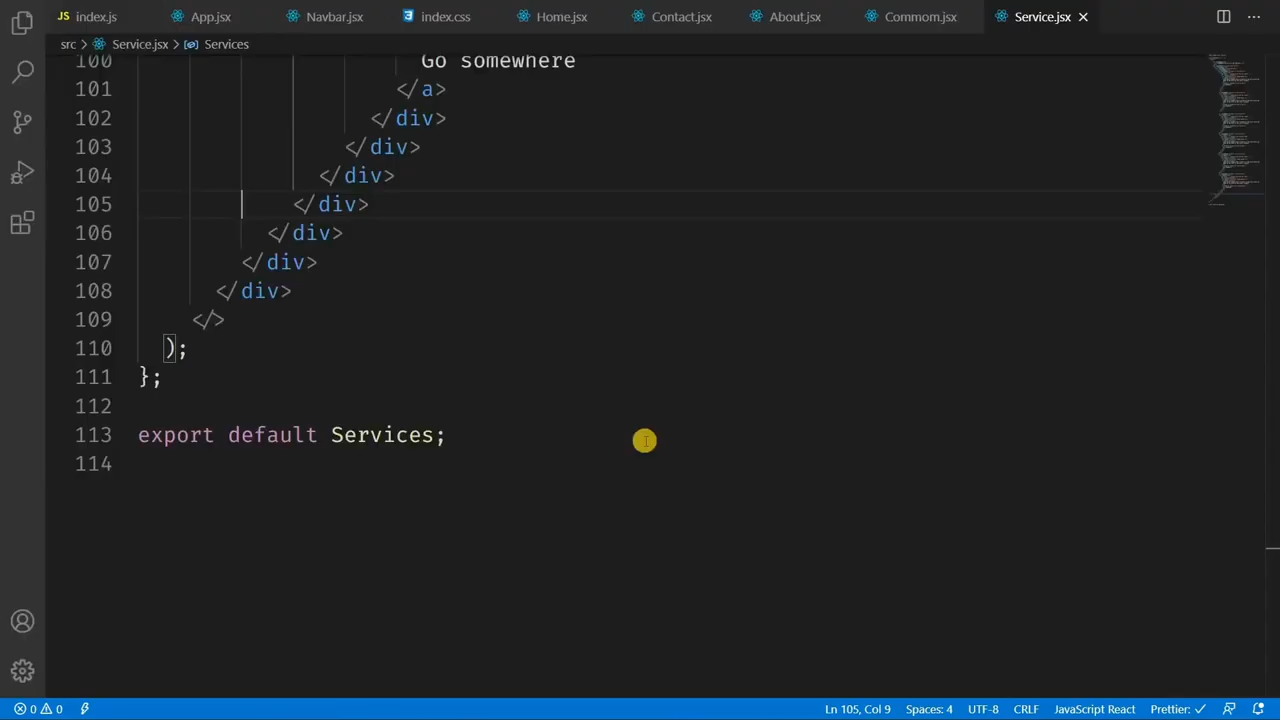 index.js App.jsx Navbar.jsx index.css Home.jsx Contact.jsx About.jsx Commom.jsx Service.jsx
src > Service.jsx > Services
100 Go somewhere
101 </a>
102 </div>
103 </div>
104 </div>
105 </div>
106 </div>
107 </div>
108 </div>
109 </>
110 );
111 };
112
113 export default Services;
114
0 0 Ln 105, Col 9 Spaces: 4 UTF-8 CRLF JavaScript React Prettier: ✓